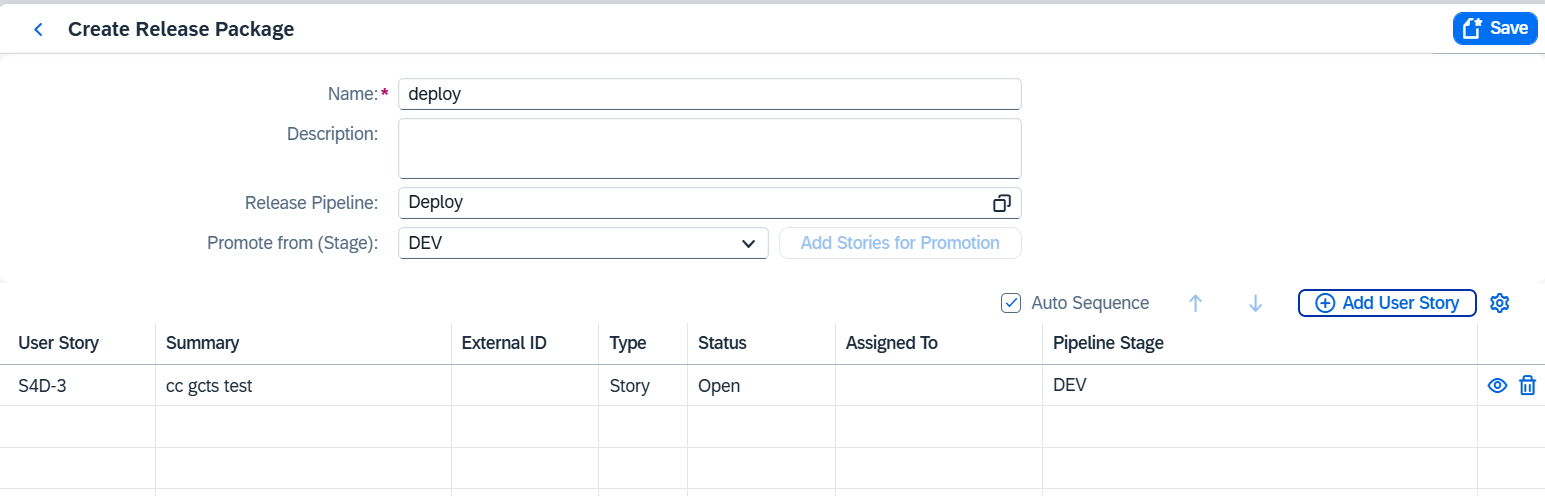 Create Release Package
Save
Name:* deploy
Description:
Release Pipeline: Deploy
Promote from (Stage): DEV Add Stories for Promotion
Auto Sequence Add User Story
User Story Summary External ID Type Status Assigned To Pipeline Stage
S4D-3 cc gcts test Story Open DEV